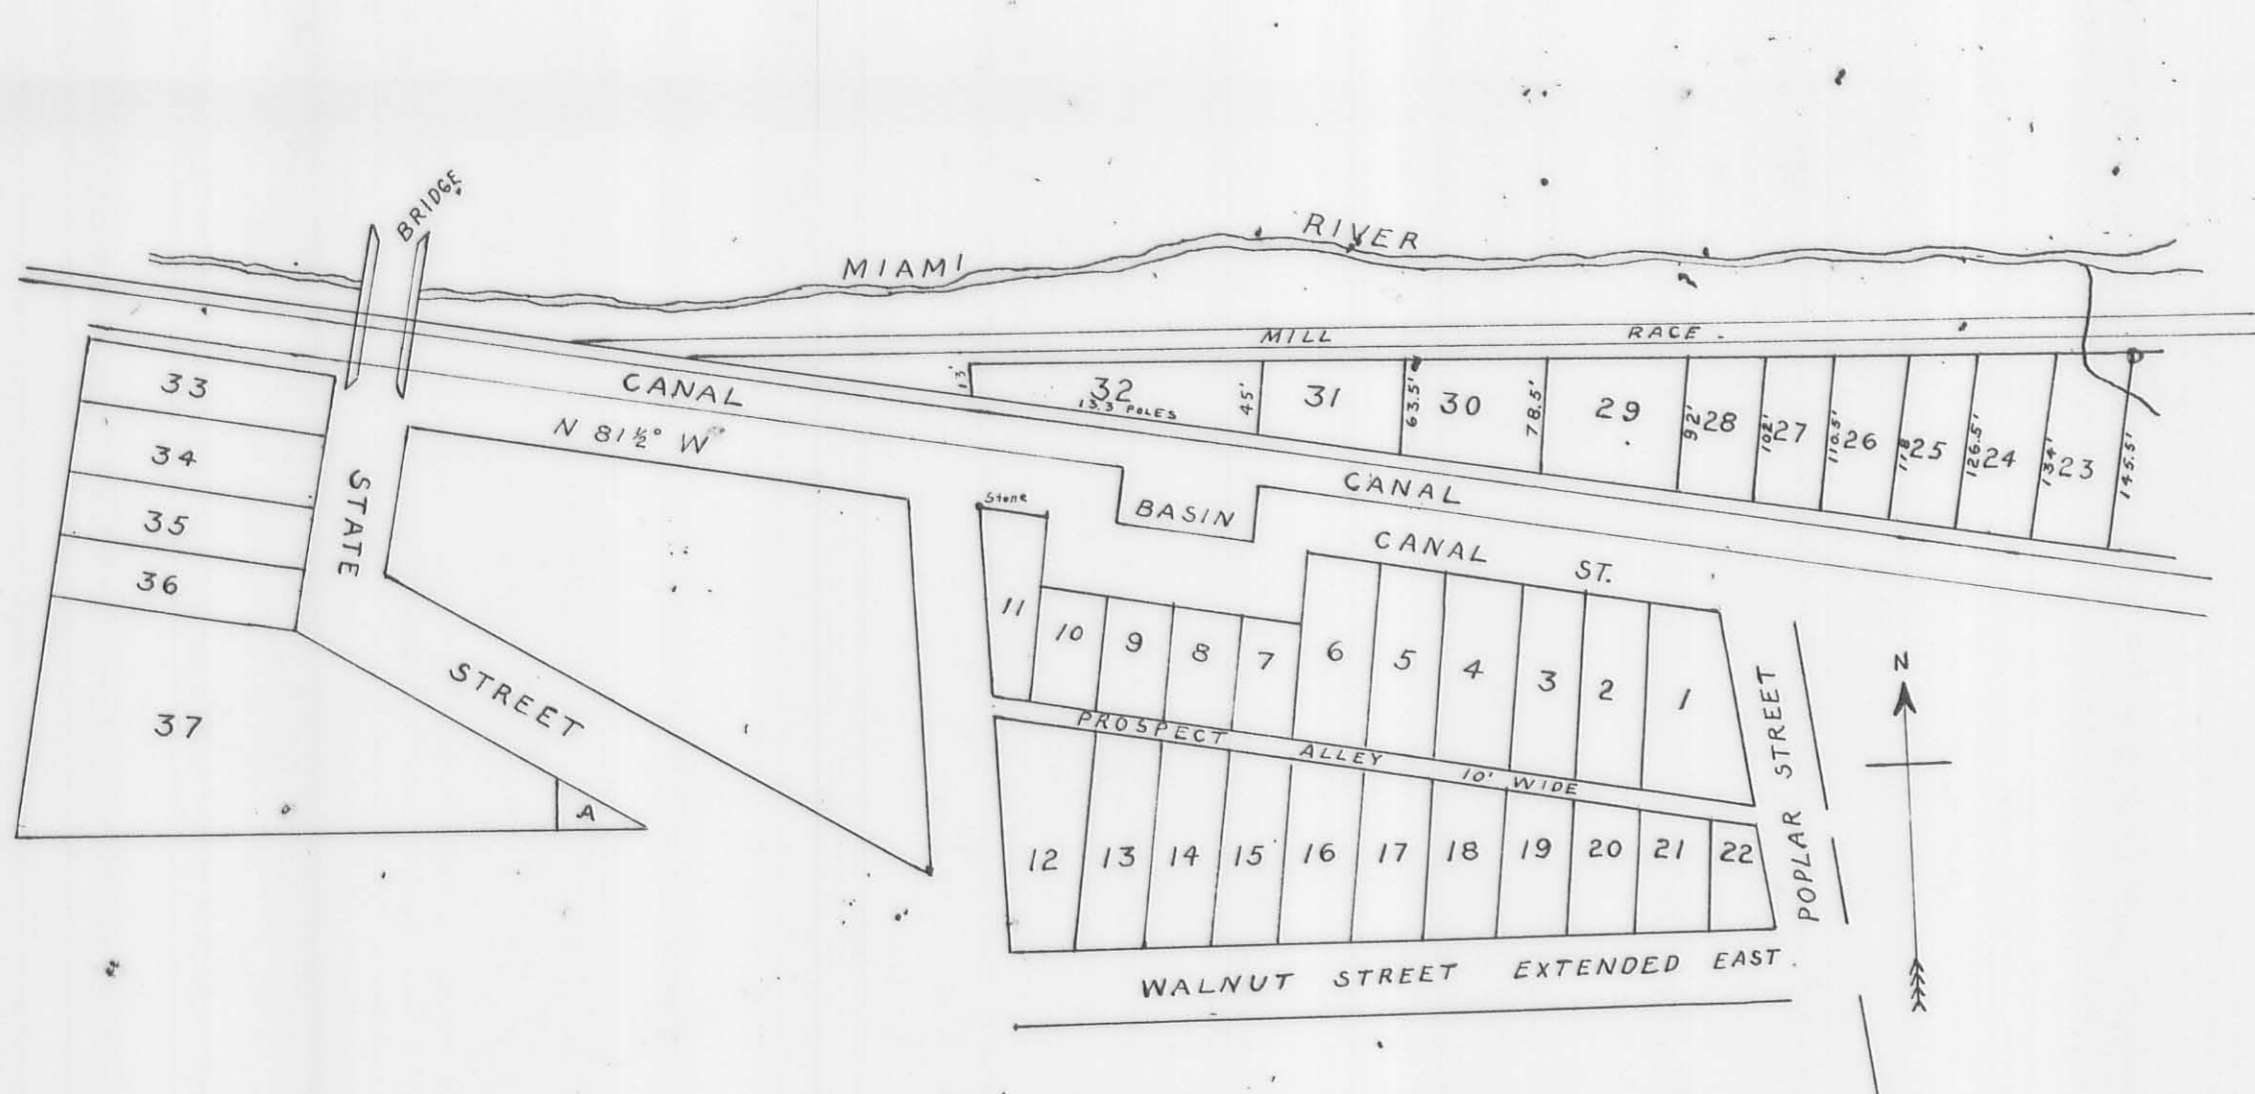 BRIDGE
MIAMI RIVER
MILL RACE.
33
34
35
36
37
A
STATE
STREET
CANAL
N 81½° W
13'
32
13.3 POLES
45'
31
63.5'
30
78.5'
29
92'
28
102'
27
110.5'
26
118
25
126.5'
24
134'
23
145.5'
CANAL
BASIN
Stone
CANAL ST.
11
10
9
8
7
6
5
4
3
2
1
PROSPECT ALLEY 10' WIDE
12
13
14
15
16
17
18
19
20
21
22
POPLAR STREET
N
WALNUT STREET EXTENDED EAST.